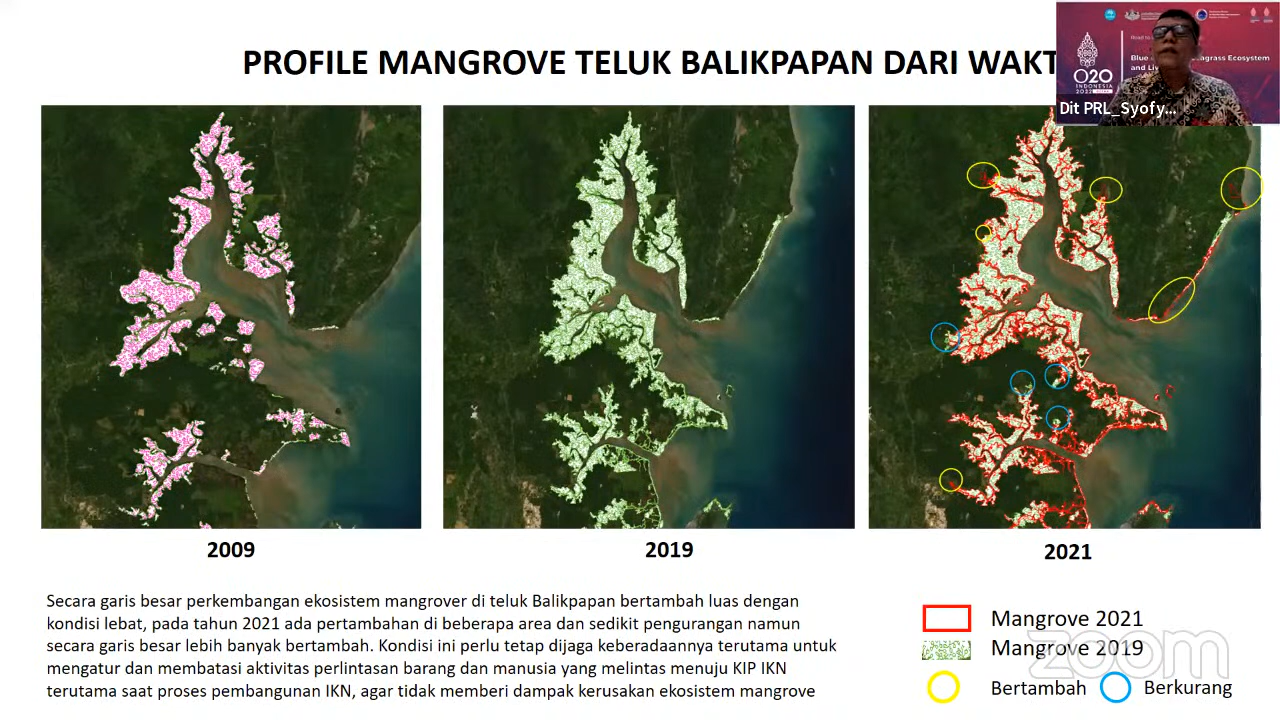 PROFILE MANGROVE TELUK BALIKPAPAN DARI WAKT
O20
INDONESIA
Dit PRL_Syofy...
2009
2019
2021
Secara garis besar perkembangan ekosistem mangrover di teluk Balikpapan bertambah luas dengan
kondisi lebat, pada tahun 2021 ada pertambahan di beberapa area dan sedikit pengurangan namun
secara garis besar lebih banyak bertambah. Kondisi ini perlu tetap dijaga keberadaannya terutama untuk
mengatur dan membatasi aktivitas perlintasan barang dan manusia yang melintas menuju KIP IKN
terutama saat proses pembangunan IKN, agar tidak memberi dampak kerusakan ekosistem mangrove
Mangrove 2021
Mangrove 2019
Bertambah
Berkurang
zoom